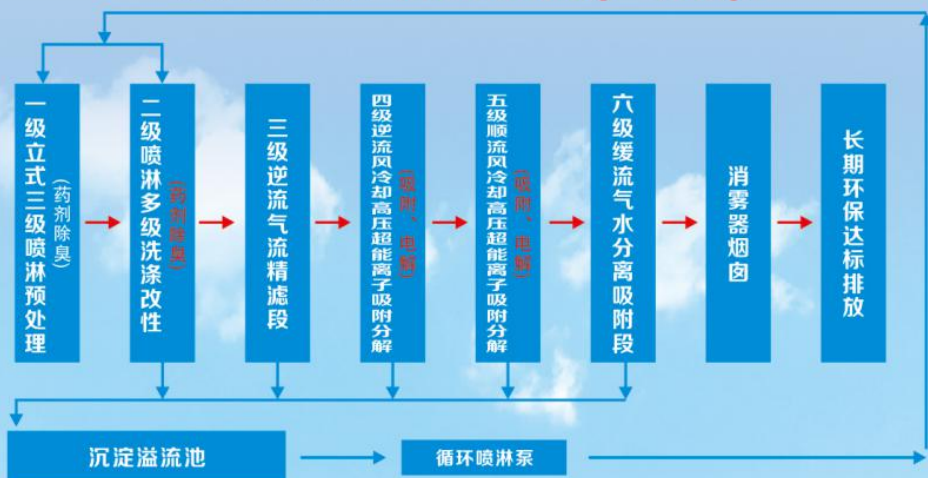 一级立式三级喷淋预处理
(药剂除臭)
二级喷淋多级洗涤改性
(药剂除臭)
三级逆流气流精滤段
四级逆流风冷却高压超能离子吸附分解
(吸附、电解)
五级顺流风冷却高压超能离子吸附分解
(吸附、电解)
六级缓流气水分离吸附段
消雾器烟囱
长期环保达标排放
沉淀溢流池
循环喷淋泵